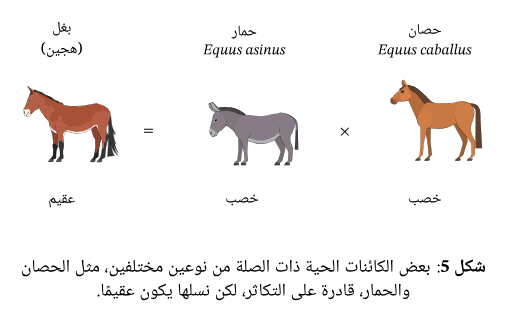 حصان
Equus caballus
×
حمار
Equus asinus
=
بغل
(هجين)
خصب
خصب
عقيم
شكل 5: بعض الكائنات الحية ذات الصلة من نوعين مختلفين، مثل الحصان
والحمار، قادرة على التكاثر، لكن نسلها يكون عقيمًا.